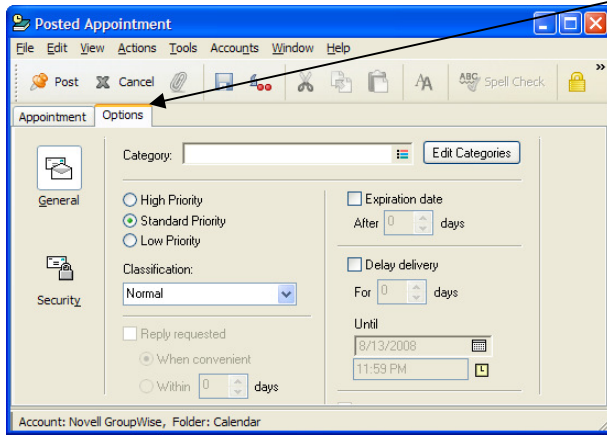 Posted Appointment
File Edit View Actions Tools Accounts Window Help
Post Cancel AA ABC Spell Check »
Appointment Options
General
Security
Category: Edit Categories
High Priority
Standard Priority
Low Priority
Classification:
Normal
Reply requested
When convenient
Within 0 days
Expiration date
After 0 days
Delay delivery
For 0 days
Until
8/13/2008
11:59 PM
Account: Novell GroupWise, Folder: Calendar